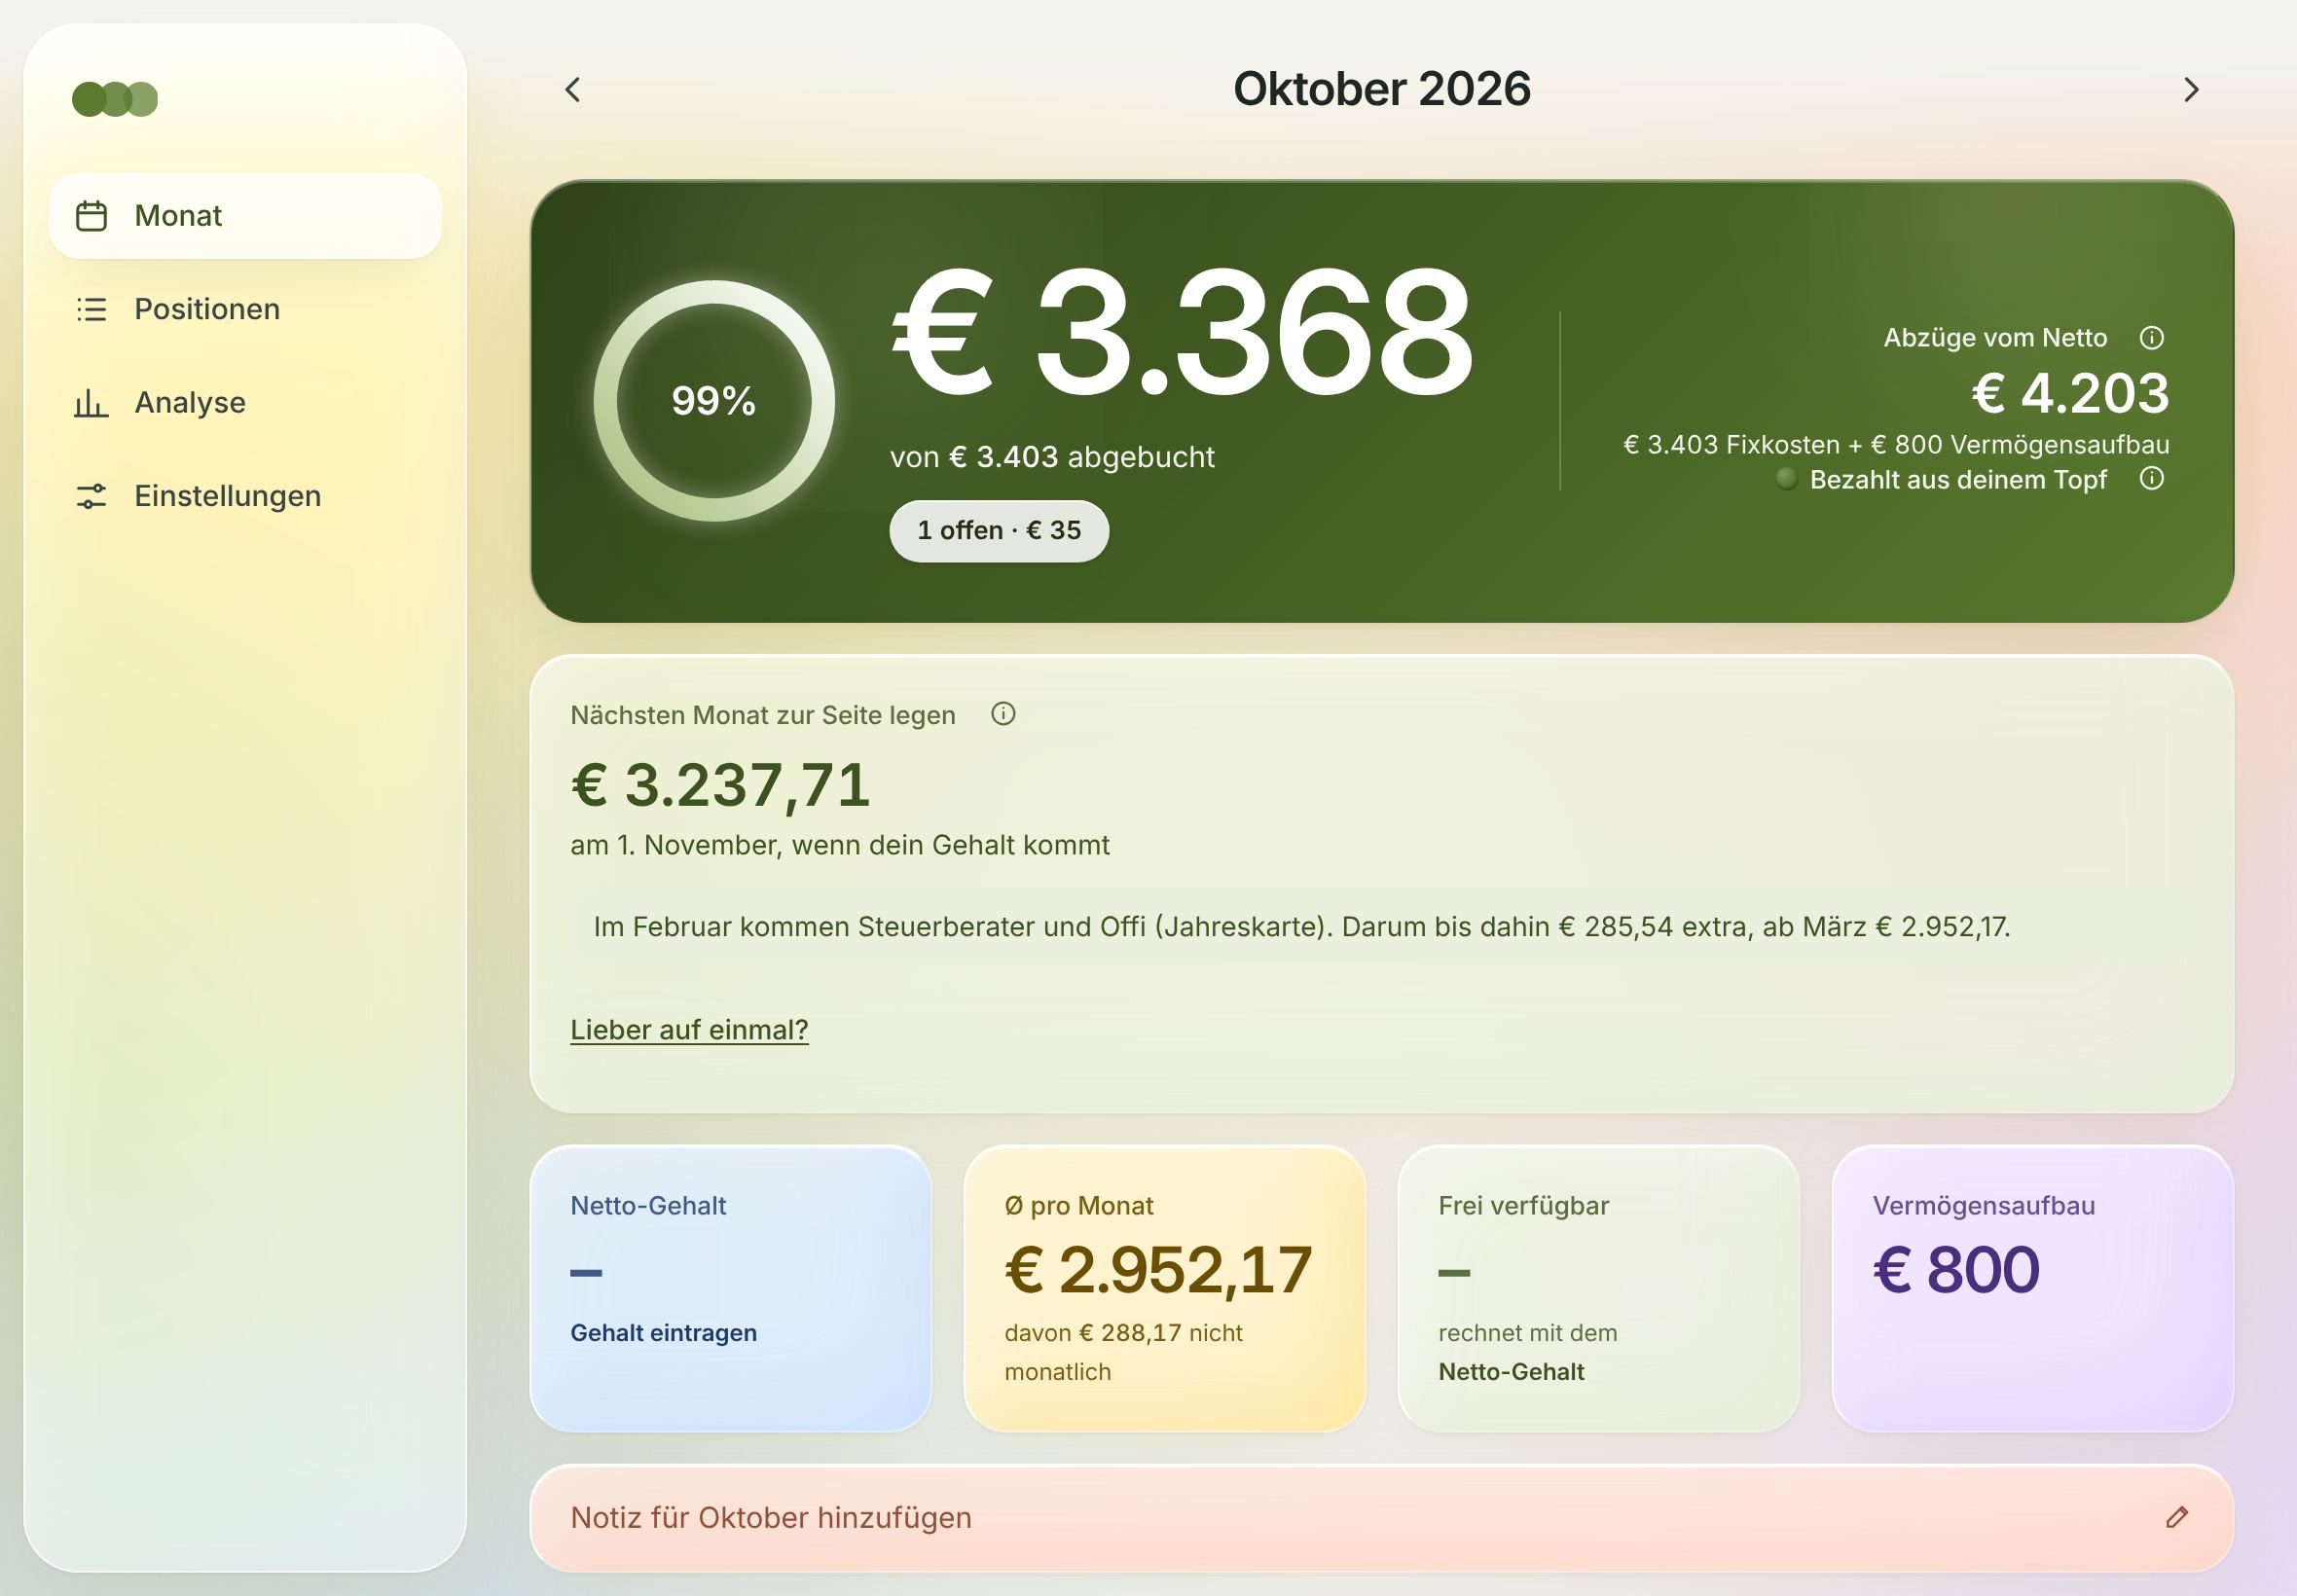 Oktober 2026
Monat
Positionen
Analyse
Einstellungen
99%
€ 3.368
von € 3.403 abgebucht
1 offen · € 35
Abzüge vom Netto
€ 4.203
€ 3.403 Fixkosten + € 800 Vermögensaufbau
Bezahlt aus deinem Topf
Nächsten Monat zur Seite legen
€ 3.237,71
am 1. November, wenn dein Gehalt kommt
Im Februar kommen Steuerberater und Offi (Jahreskarte). Darum bis dahin € 285,54 extra, ab März € 2.952,17.
Lieber auf einmal?
Netto-Gehalt
–
Gehalt eintragen
Ø pro Monat
€ 2.952,17
davon € 288,17 nicht
monatlich
Frei verfügbar
–
rechnet mit dem
Netto-Gehalt
Vermögensaufbau
€ 800
Notiz für Oktober hinzufügen